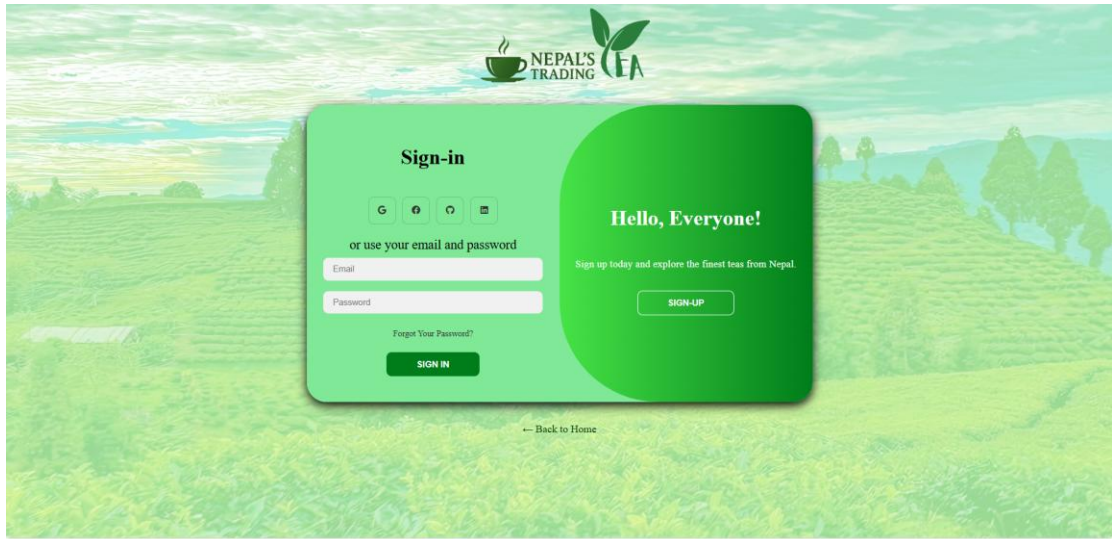 NEPAL'S
TRADING
TEA
Sign-in
or use your email and password
Email
Password
Forgot Your Password?
SIGN IN
Hello, Everyone!
Sign up today and explore the finest teas from Nepal.
SIGN-UP
← Back to Home